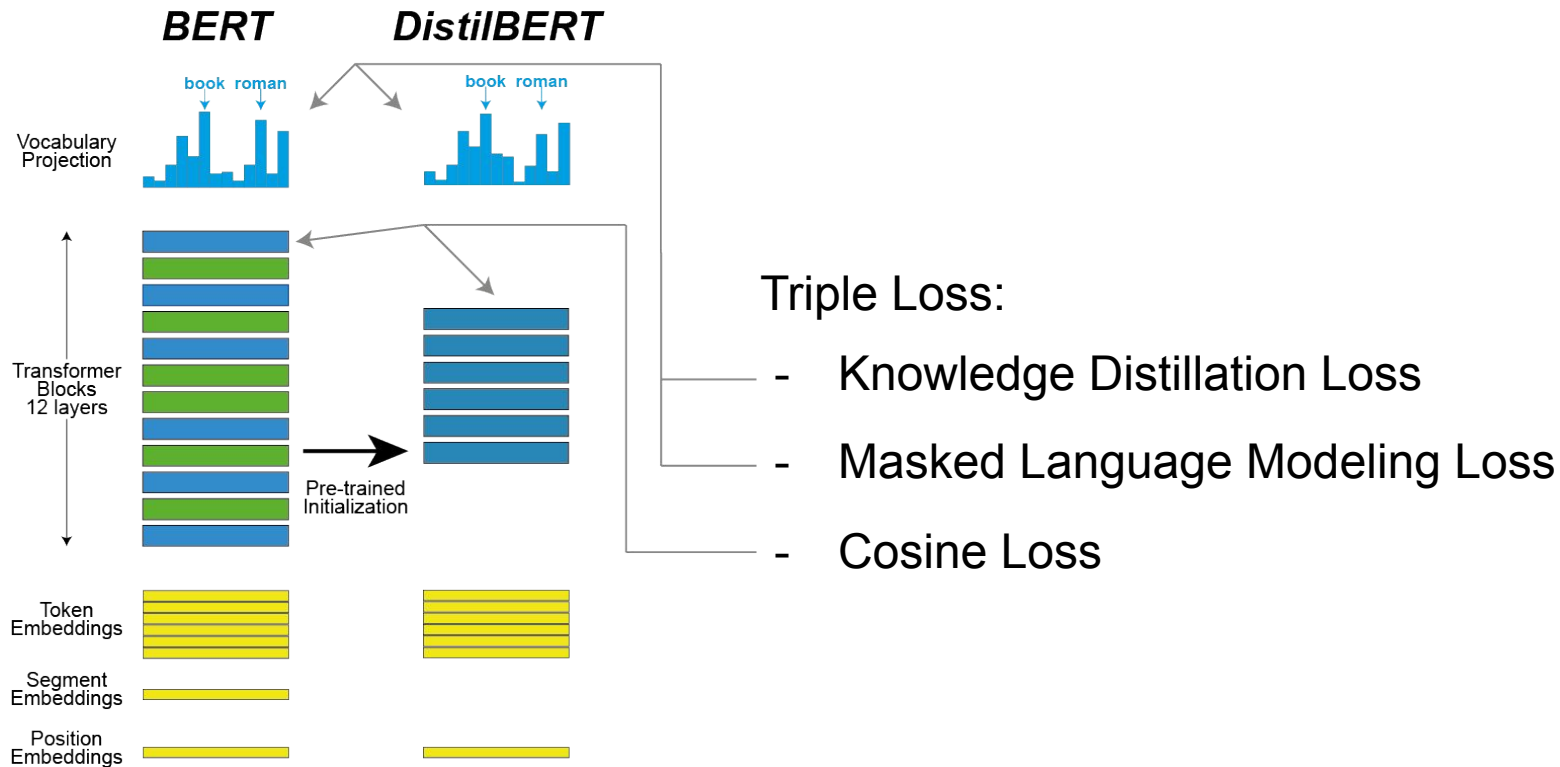 BERT DistilBERT
book roman book roman
Vocabulary
Projection
Transformer
Blocks
12 layers
Pre-trained
Initialization
Token
Embeddings
Segment
Embeddings
Position
Embeddings
Triple Loss:
- Knowledge Distillation Loss
- Masked Language Modeling Loss
- Cosine Loss